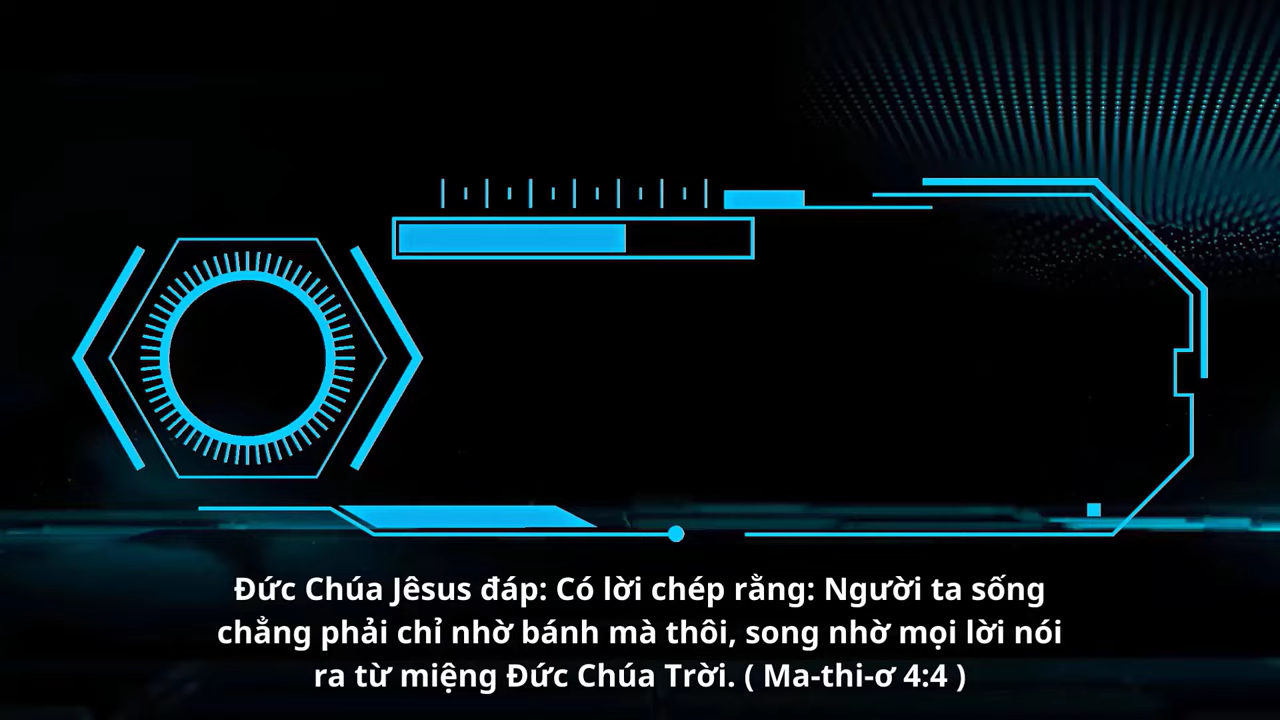 Đức Chúa Jêsus đáp: Có lời chép rằng: Người ta sống
chẳng phải chỉ nhờ bánh mà thôi, song nhờ mọi lời nói
ra từ miệng Đức Chúa Trời. ( Ma-thi-ơ 4:4 )